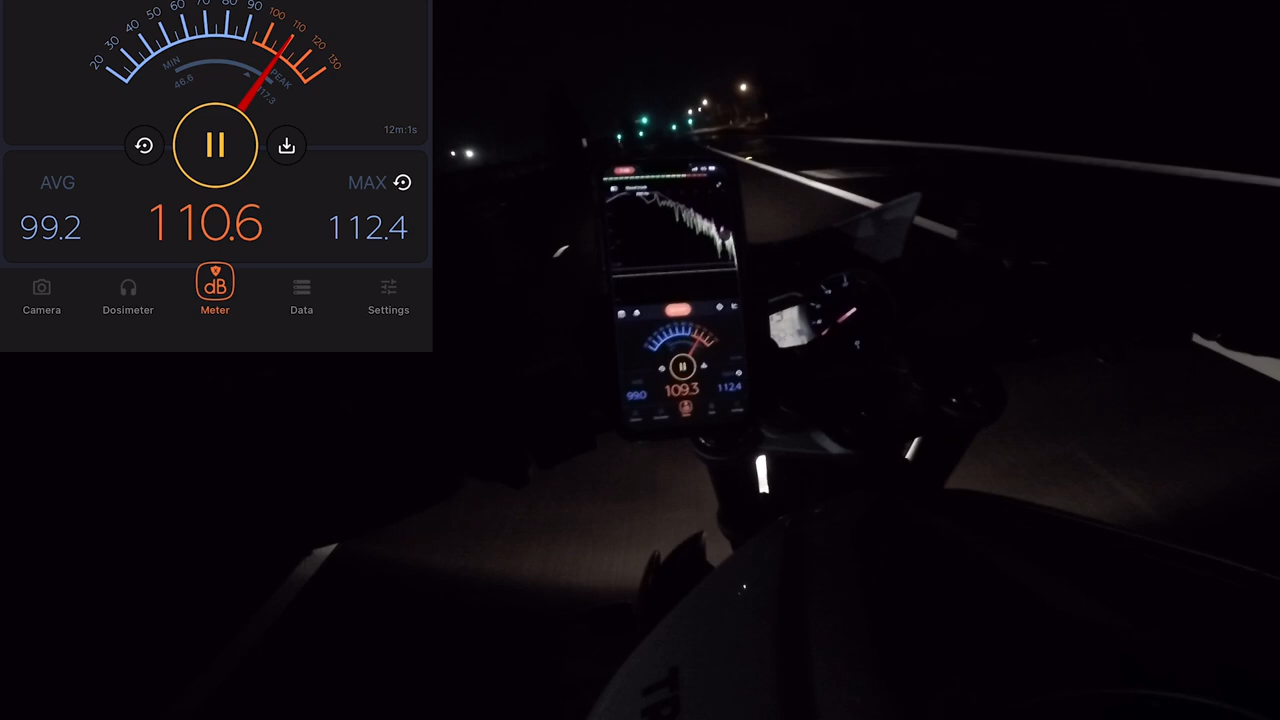 20 30 40 50 60 70 80 90 100 110 120 130
MIN PEAK
46.6
12m:1s
AVG MAX
99.2 110.6 112.4
dB
Camera Dosimeter Meter Data Settings
109.3
99.0 112.4